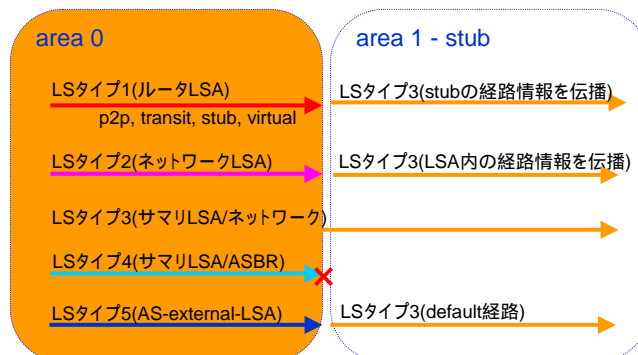 area 0
area 1 - stub
LSタイプ1(ルータLSA)
LSタイプ3(stubの経路情報を伝播)
p2p, transit, stub, virtual
LSタイプ2(ネットワークLSA)
LSタイプ3(LSA内の経路情報を伝播)
LSタイプ3(サマリLSA/ネットワーク)
LSタイプ4(サマリLSA/ASBR)
LSタイプ5(AS-external-LSA)
LSタイプ3(default経路)